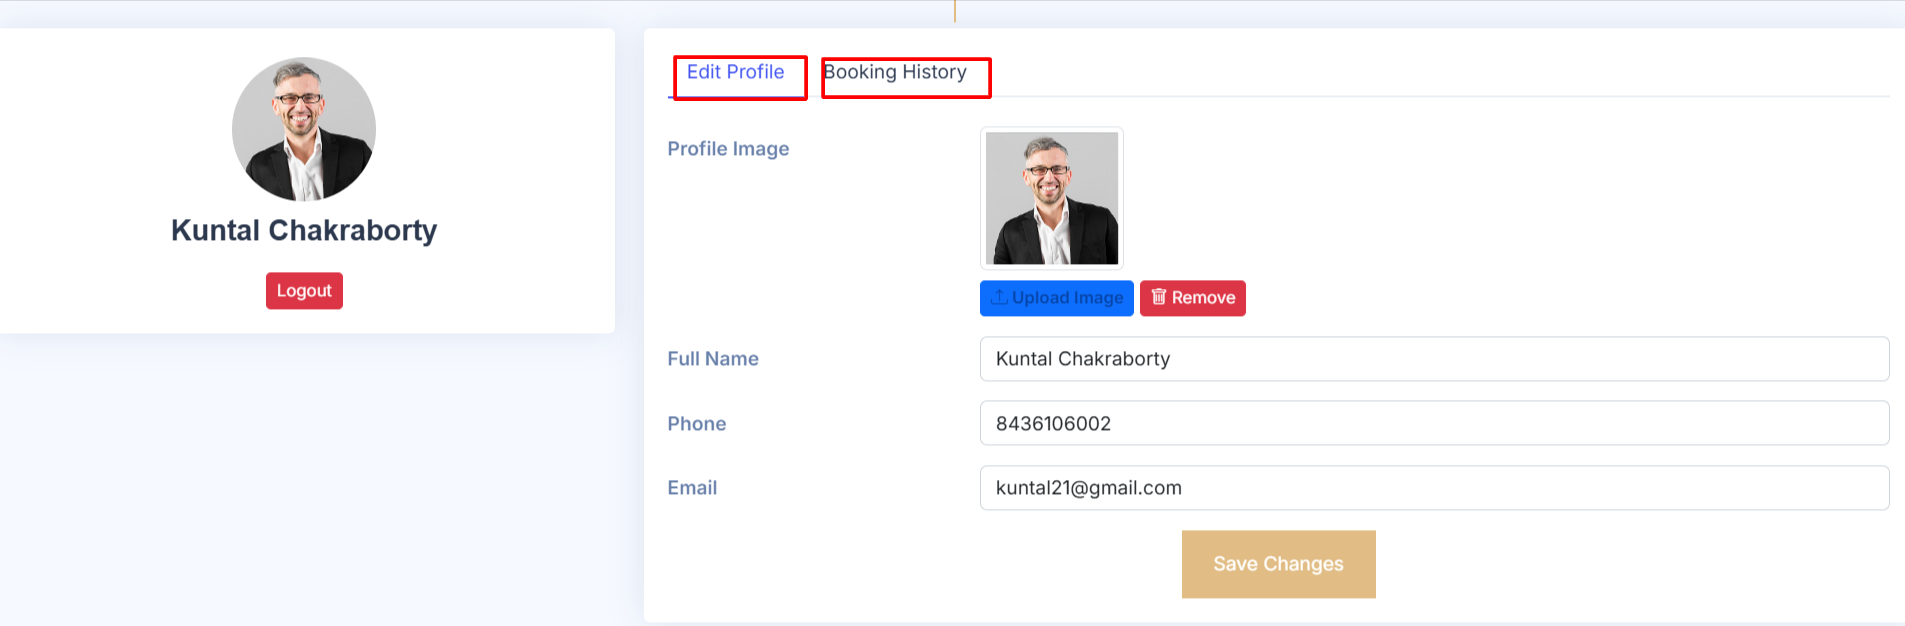 Kuntal Chakraborty
Logout
Edit Profile
Booking History
Profile Image
Upload Image
Remove
Full Name
Kuntal Chakraborty
Phone
8436106002
Email
kuntal21@gmail.com
Save Changes